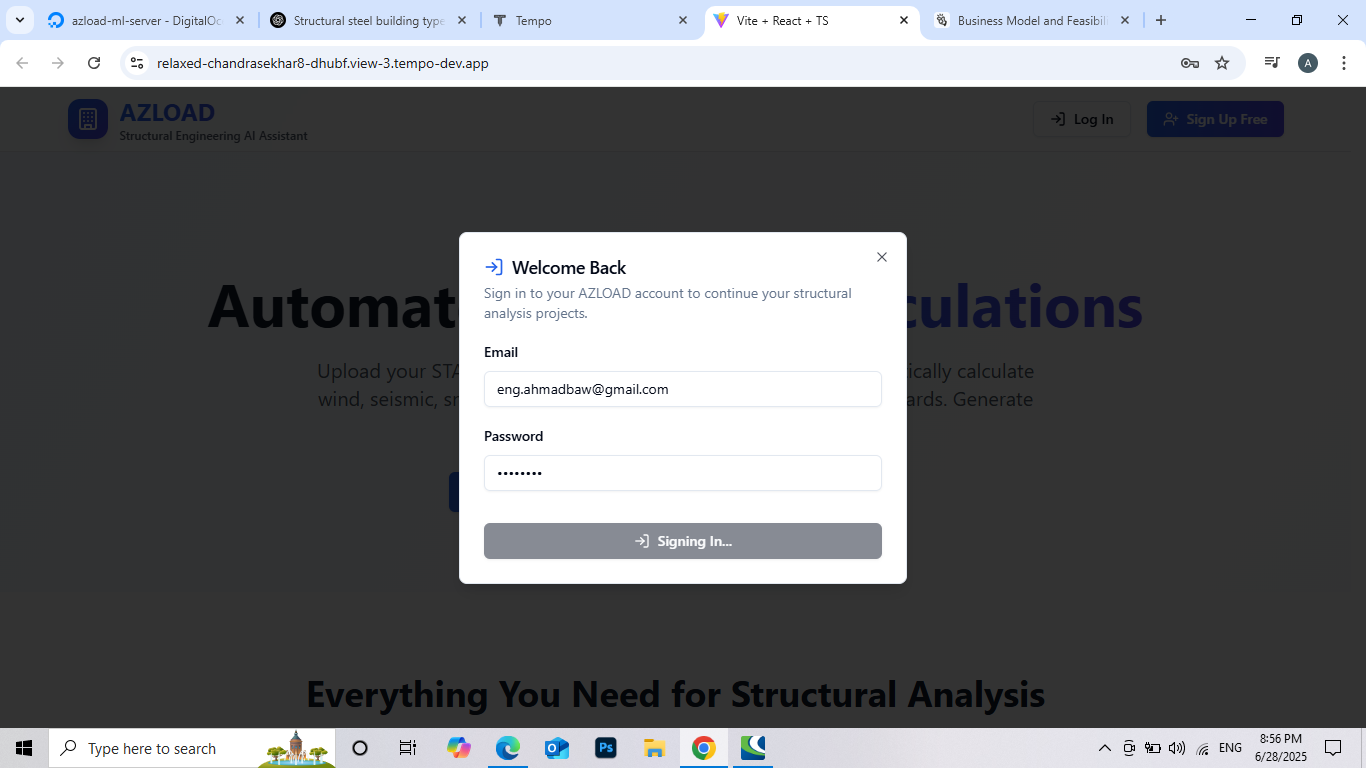 azload-ml-server - DigitalOc
Structural steel building type
Tempo
Vite + React + TS
Business Model and Feasibil
relaxed-chandrasekhar8-dhubf.view-3.tempo-dev.app
A
AZLOAD
Structural Engineering AI Assistant
Log In
Sign Up Free
Welcome Back
Sign in to your AZLOAD account to continue your structural
analysis projects.
Automat
culations
Upload your STA
ically calculate
wind, seismic, sn
ards. Generate
Email
eng.ahmadbaw@gmail.com
Password
••••••••
Signing In...
Everything You Need for Structural Analysis
Type here to search
Ps
ENG
8:56 PM
6/28/2025